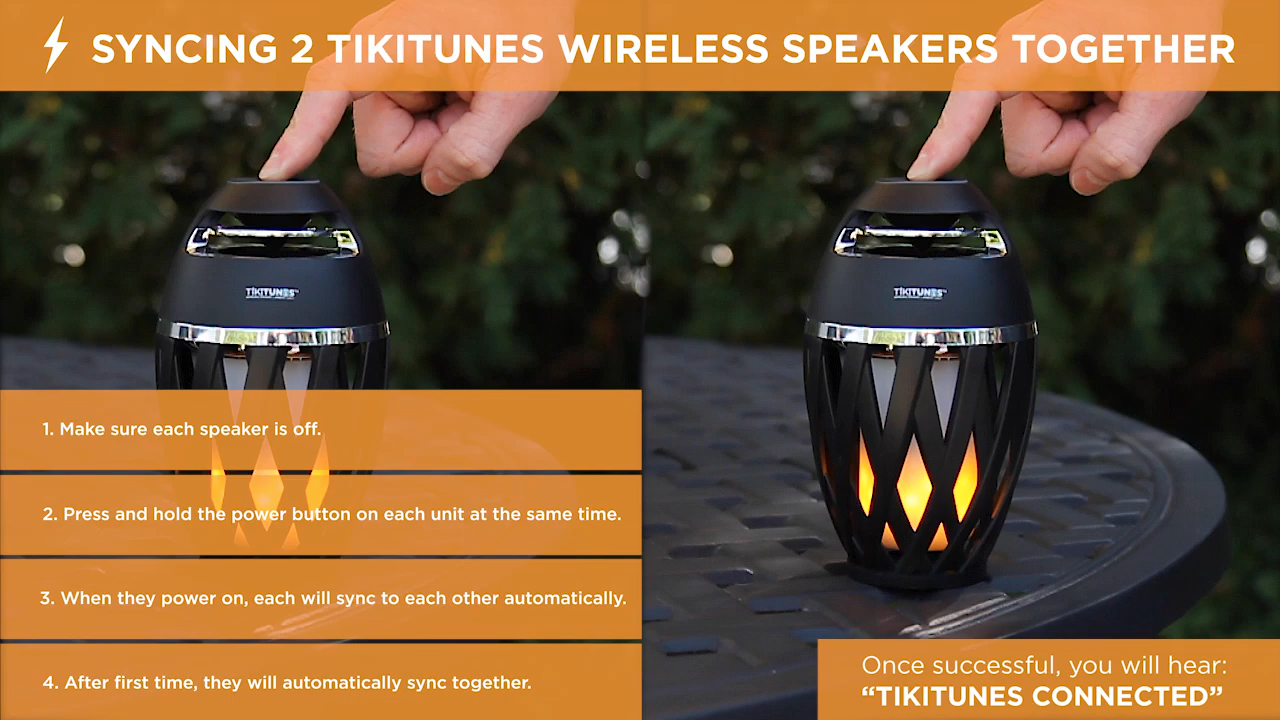 SYNCING 2 TIKITUNES WIRELESS SPEAKERS TOGETHER
TIKITUNES™
TIKITUNES™
1. Make sure each speaker is off.
2. Press and hold the power button on each unit at the same time.
3. When they power on, each will sync to each other automatically.
4. After first time, they will automatically sync together.
Once successful, you will hear:
“TIKITUNES CONNECTED”